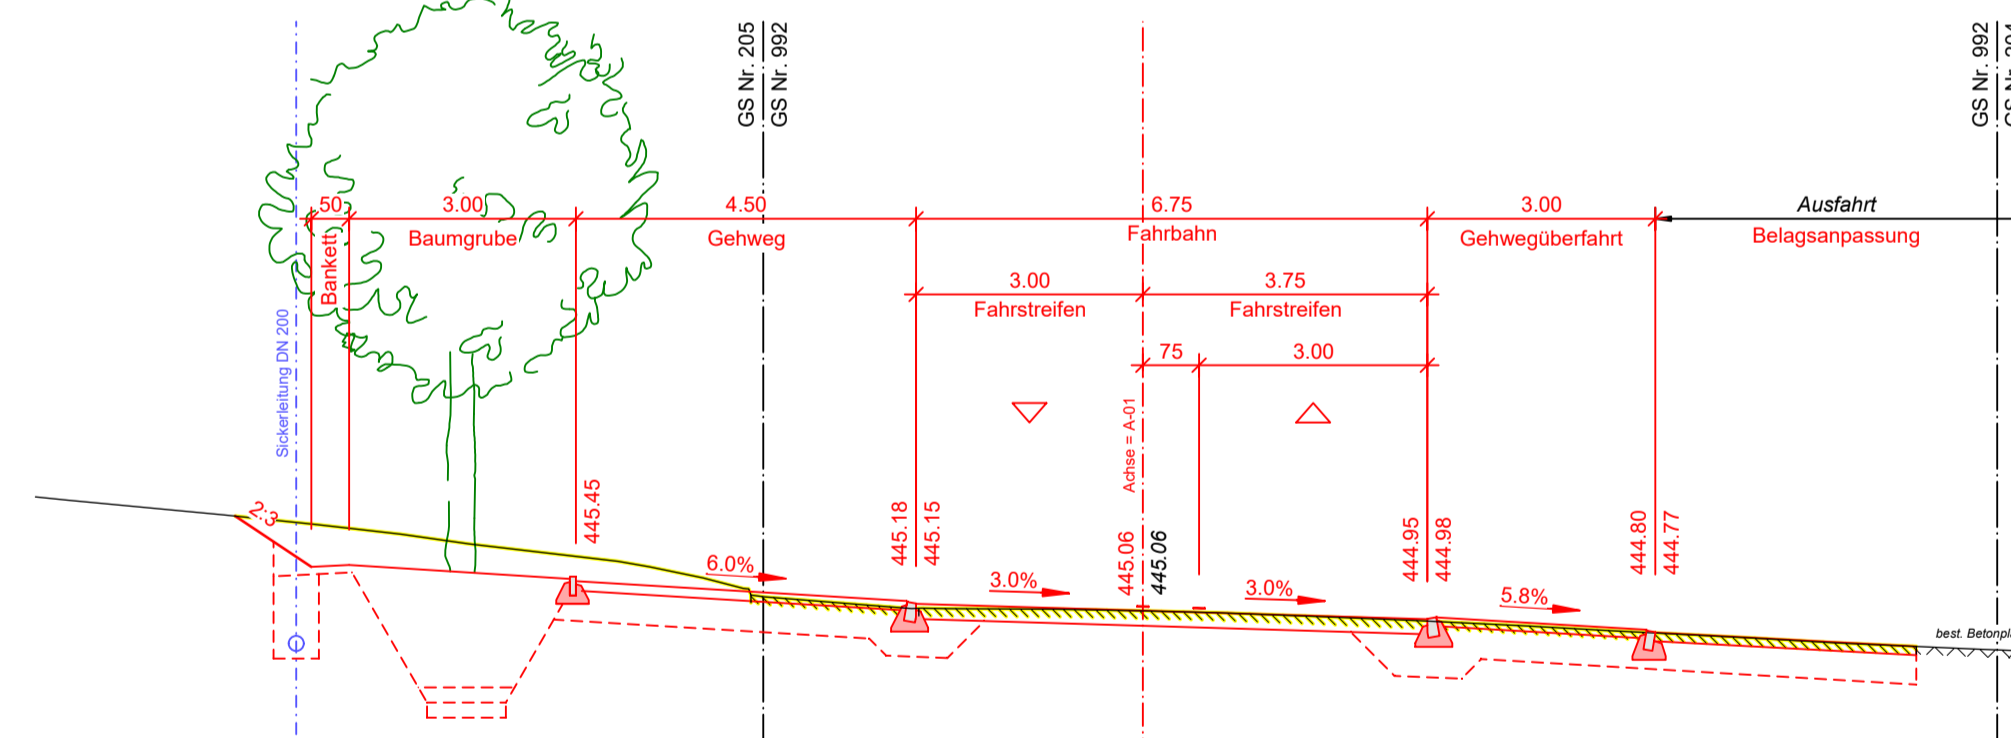 GS Nr. 205
GS Nr. 992
GS Nr. 992
50
3.00
4.50
6.75
3.00
Ausfahrt
Bankett
Baumgrube
Gehweg
Fahrbahn
Gehwegüberfahrt
Belagsanpassung
3.00
3.75
Fahrstreifen
Fahrstreifen
75
3.00
Sickerleitung DN 200
Achse = A-01
2:3
445.45
445.18
445.15
445.06
445.06
444.95
444.98
444.80
444.77
6.0%
3.0%
3.0%
5.8%
best. Betonpl